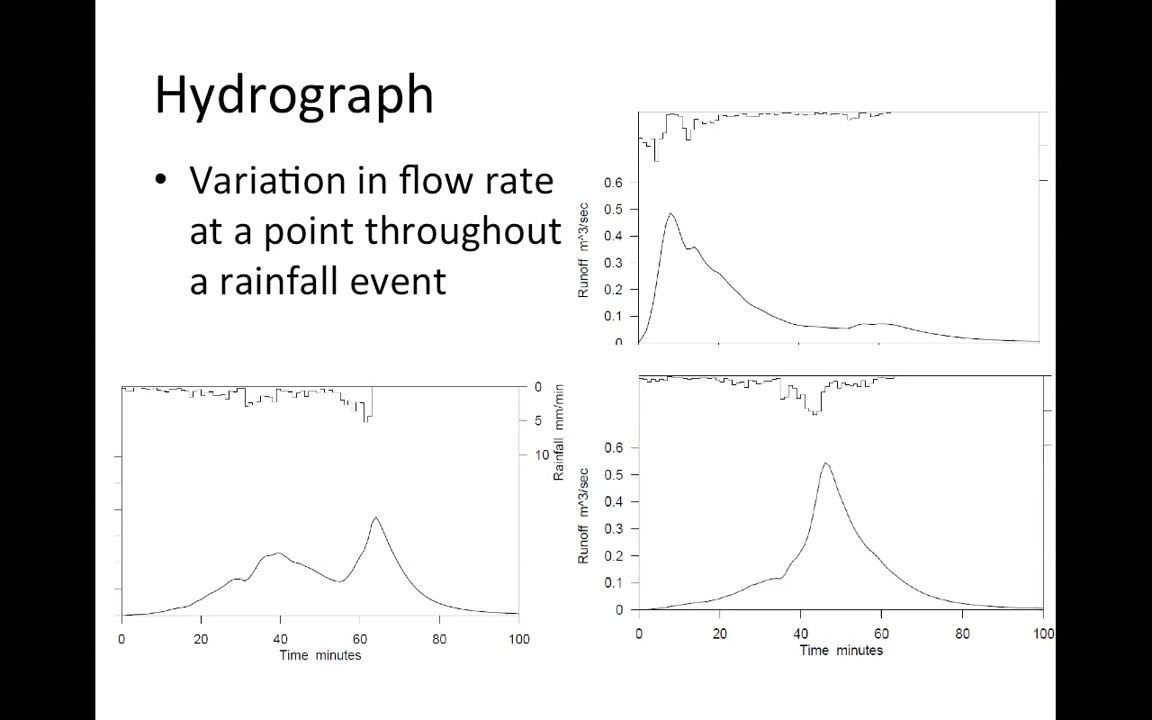 Hydrograph
• Variation in flow rate
at a point throughout
a rainfall event
0.6
0.5
0.4
0.3
0.2
0.1
0
Runoff m^3/sec
0
5
10
Rainfall mm/min
0 20 40 60 80 100
Time minutes
0.6
0.5
0.4
0.3
0.2
0.1
0
Runoff m^3/sec
0 20 40 60 80 100
Time minutes